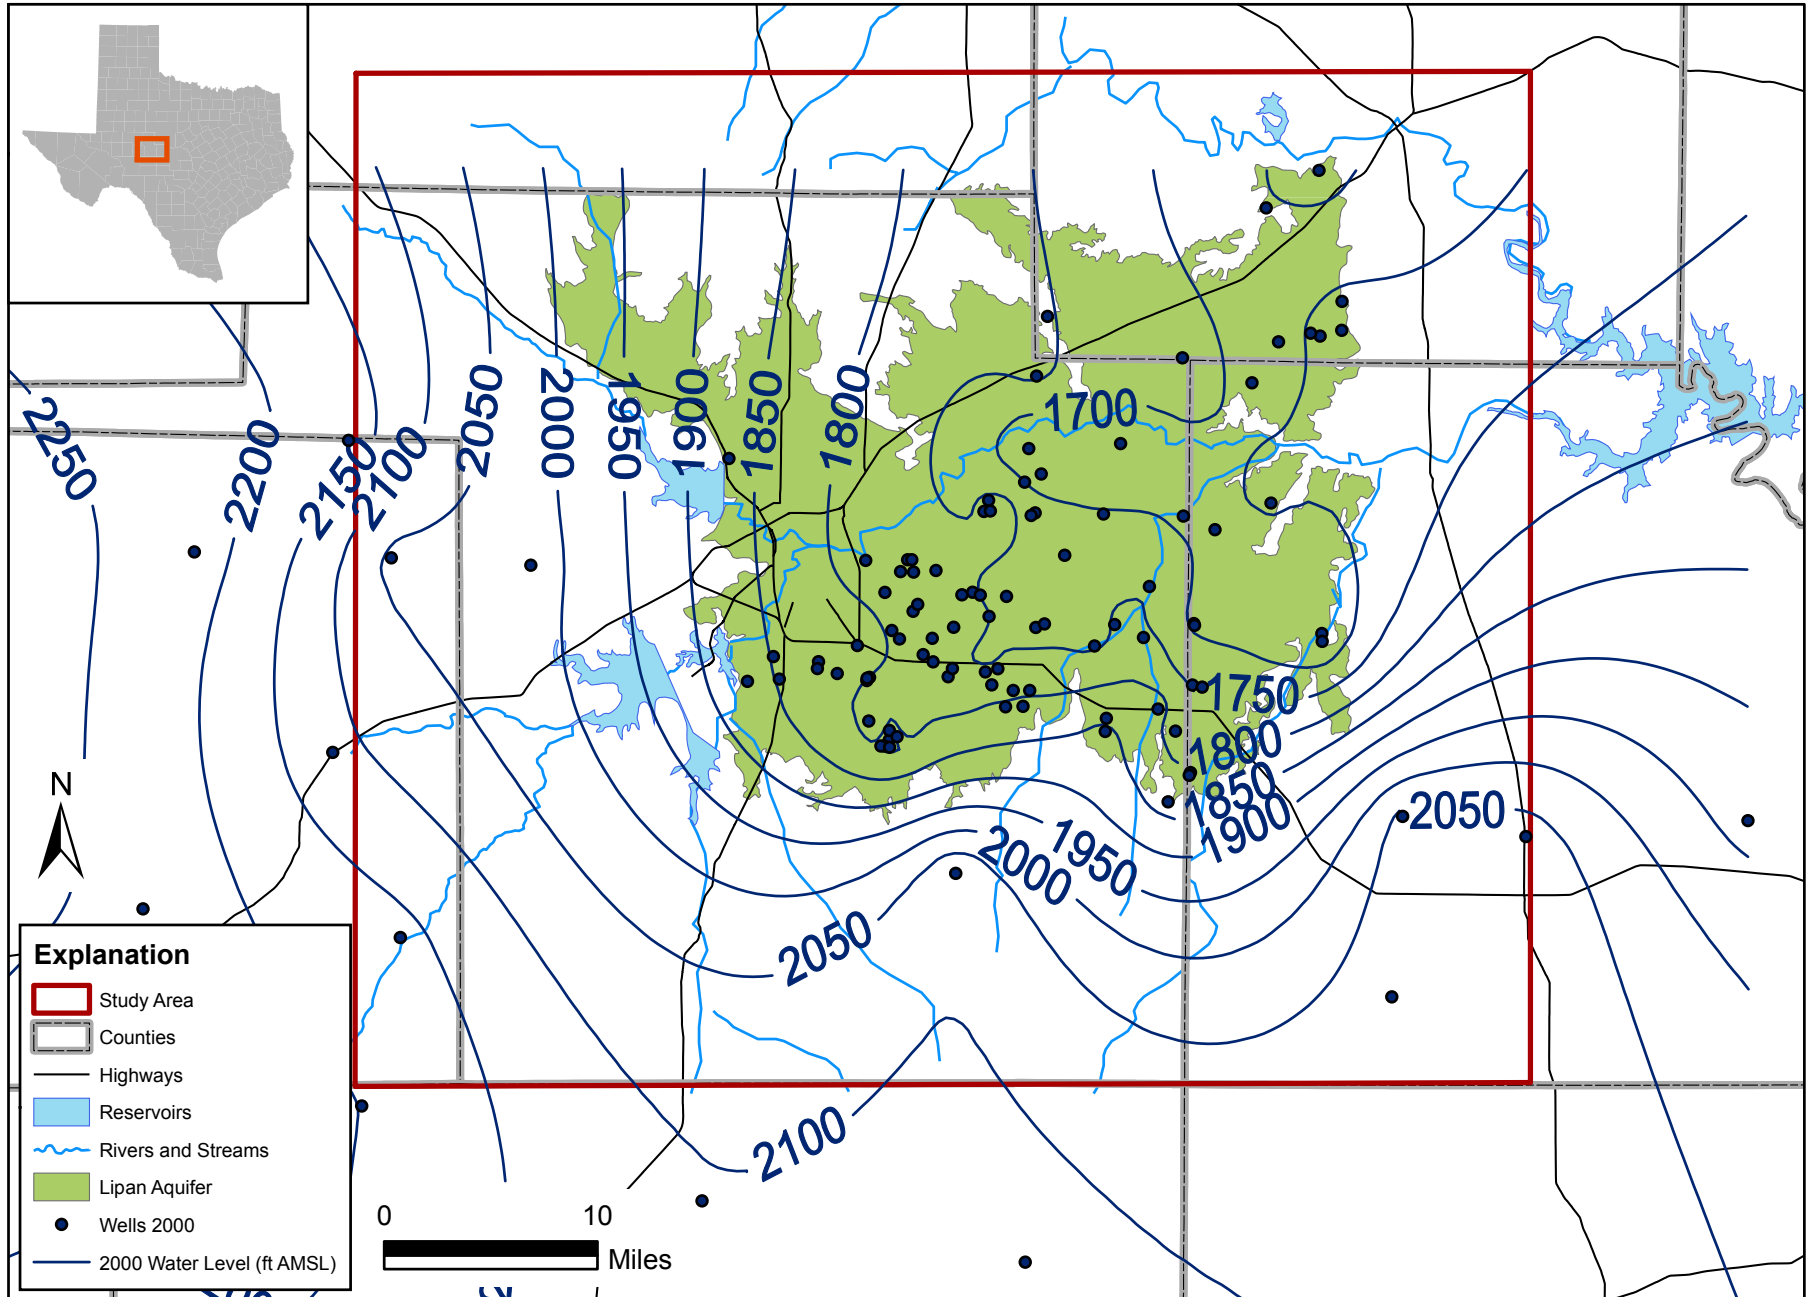 2250
2200
2150
2100
2050
2000
1950
1900
1850
1800
1700
1750
1800
1850
1900
1950
2000
2050
2050
2100
N
Explanation
Study Area
Counties
Highways
Reservoirs
Rivers and Streams
Lipan Aquifer
Wells 2000
2000 Water Level (ft AMSL)
0 10
Miles